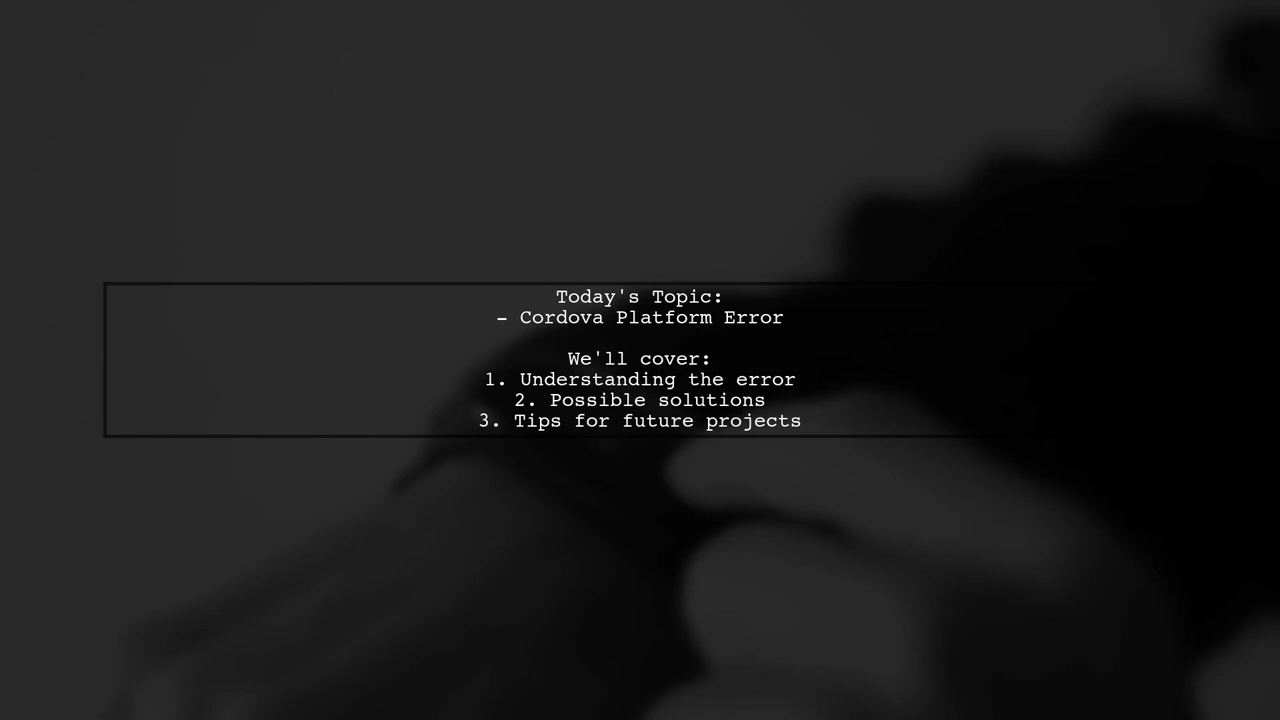 Today's Topic:
- Cordova Platform Error
We'll cover:
1. Understanding the error
2. Possible solutions
3. Tips for future projects